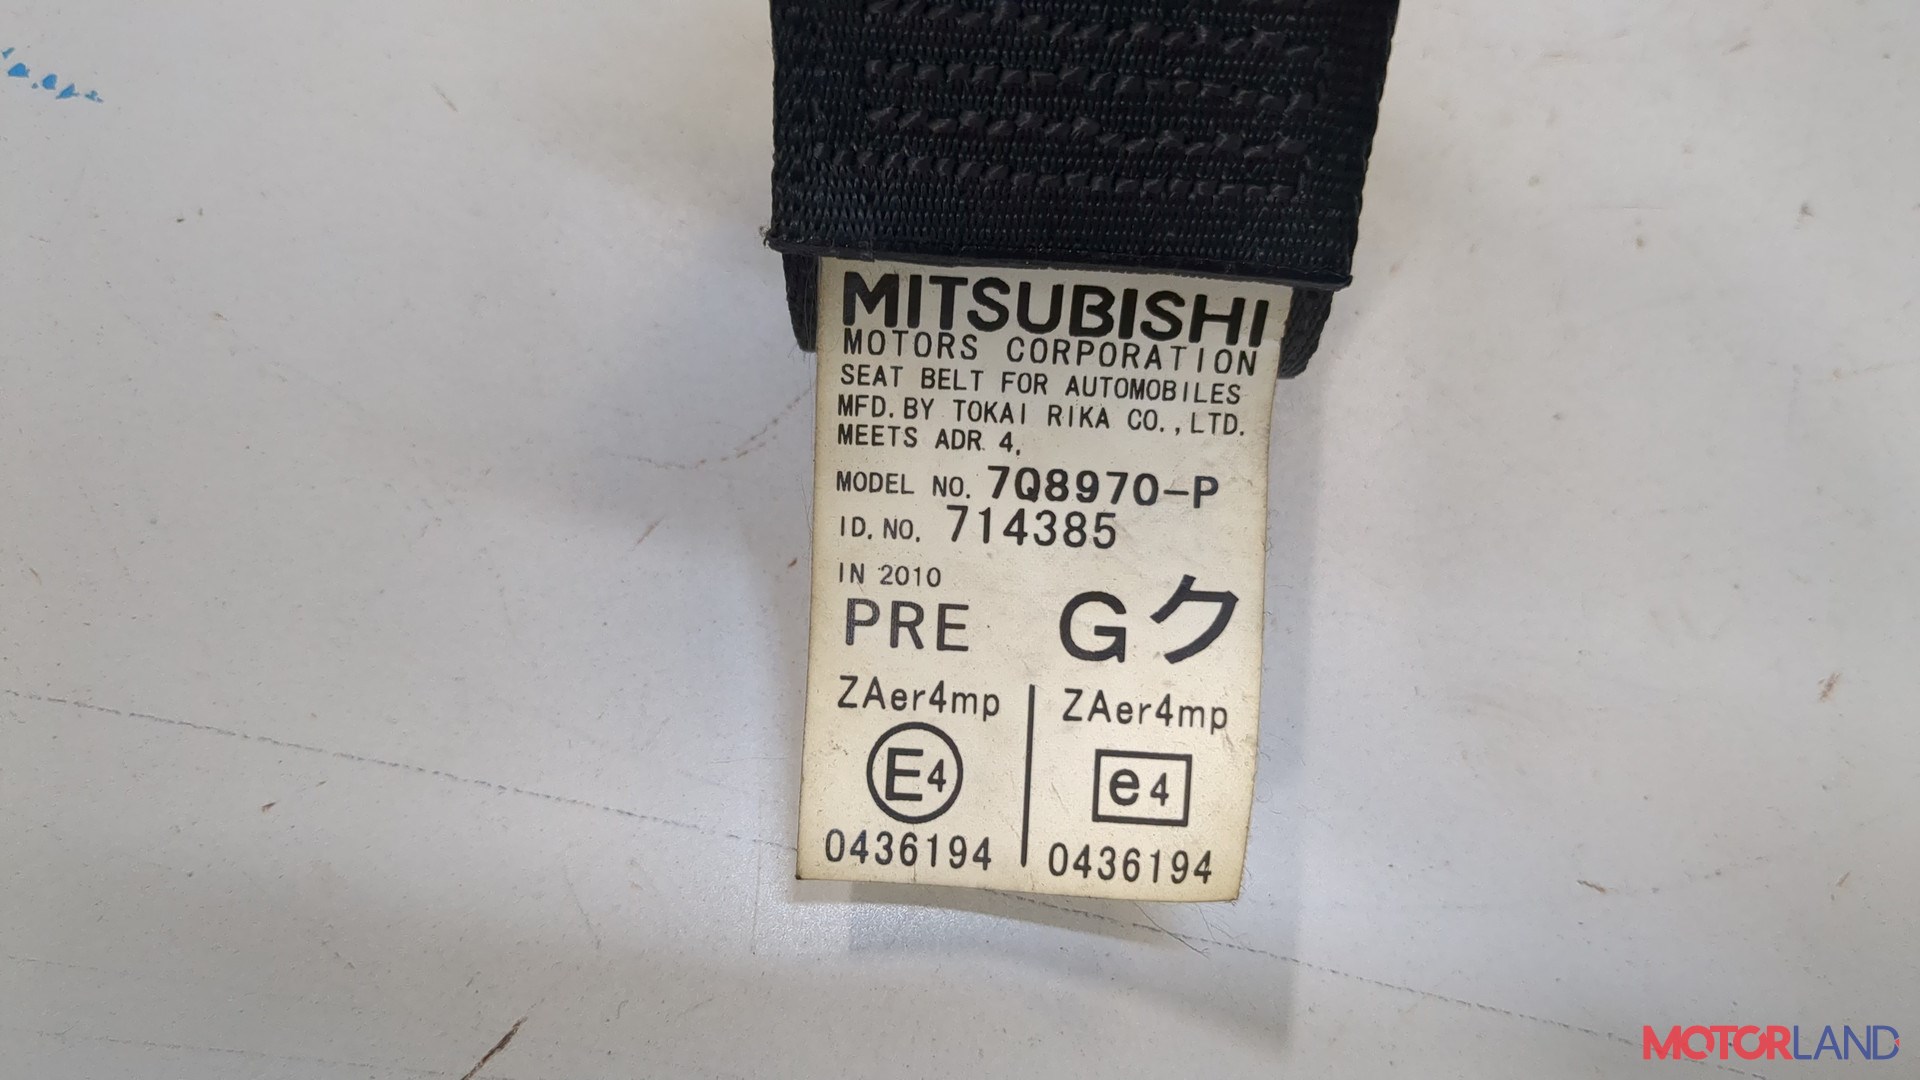 MITSUBISHI
MOTORS CORPORATION
SEAT BELT FOR AUTOMOBILES
MFD. BY TOKAI RIKA CO., LTD.
MEETS ADR 4,
MODEL NO. 7Q8970-P
ID. NO. 714385
IN 2010
PRE Gク
ZAer4mp ZAer4mp
E4 e4
0436194 0436194
MOTORLAND